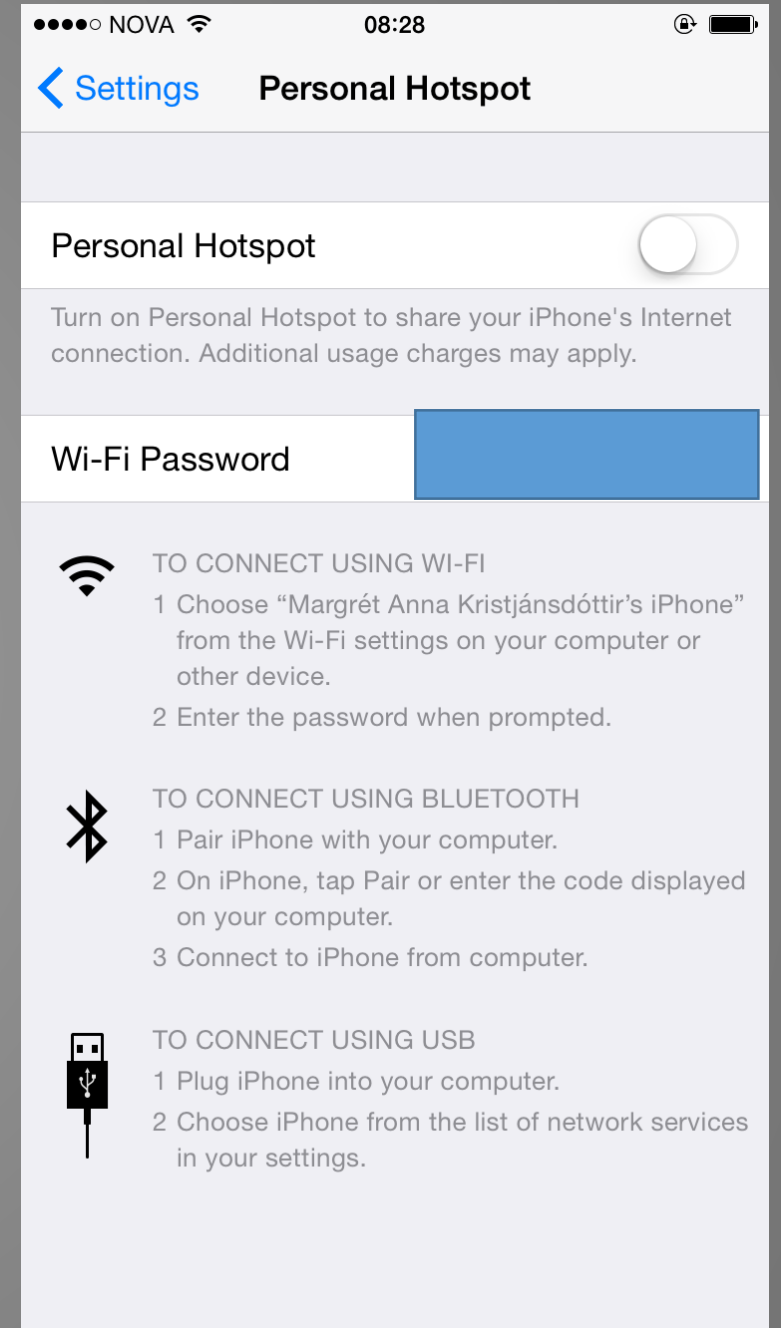 NOVA 08:28
Settings Personal Hotspot
Personal Hotspot
Turn on Personal Hotspot to share your iPhone's Internet
connection. Additional usage charges may apply.
Wi-Fi Password
TO CONNECT USING WI-FI
1 Choose “Margrét Anna Kristjánsdóttir’s iPhone”
from the Wi-Fi settings on your computer or
other device.
2 Enter the password when prompted.
TO CONNECT USING BLUETOOTH
1 Pair iPhone with your computer.
2 On iPhone, tap Pair or enter the code displayed
on your computer.
3 Connect to iPhone from computer.
TO CONNECT USING USB
1 Plug iPhone into your computer.
2 Choose iPhone from the list of network services
in your settings.